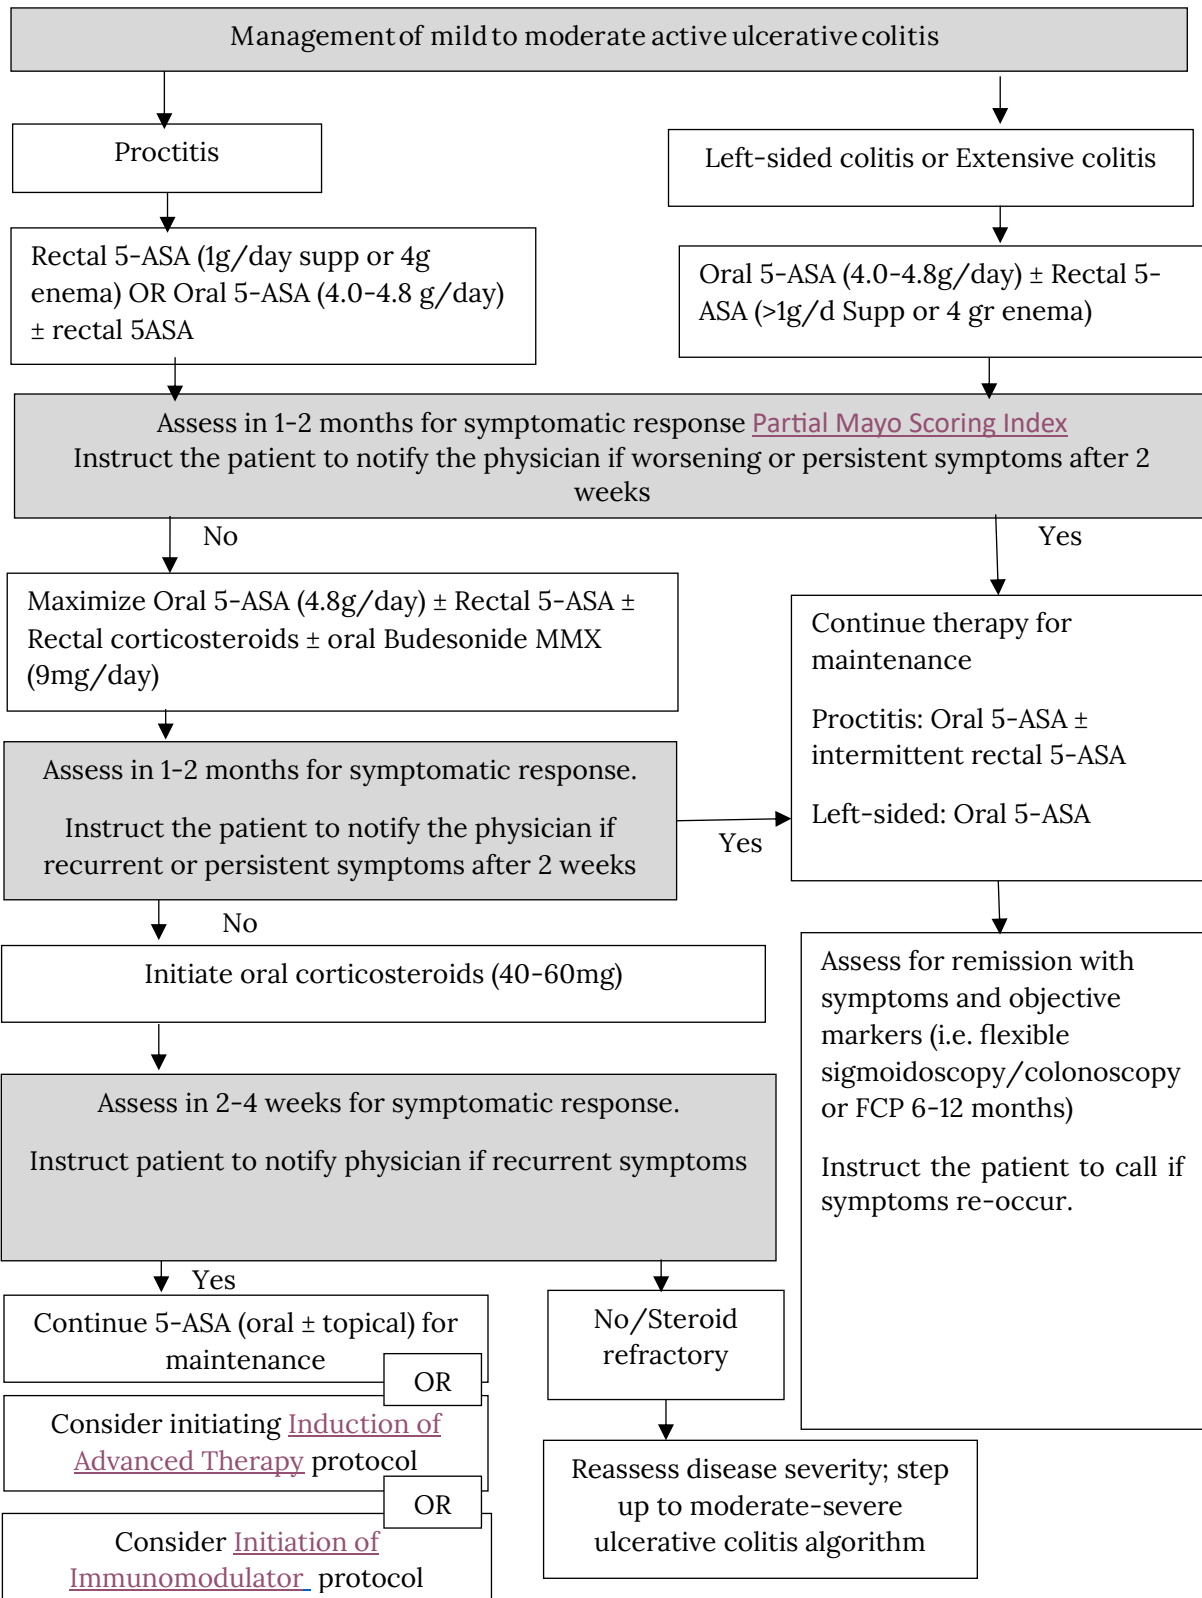 Management of mild to moderate active ulcerative colitis
Proctitis
Left-sided colitis or Extensive colitis
Rectal 5-ASA (1g/day supp or 4g
enema) OR Oral 5-ASA (4.0-4.8 g/day)
± rectal 5ASA
Oral 5-ASA (4.0-4.8g/day) ± Rectal 5-
ASA (>1g/d Supp or 4 gr enema)
Assess in 1-2 months for symptomatic response Partial Mayo Scoring Index
Instruct the patient to notify the physician if worsening or persistent symptoms after 2
weeks
No
Yes
Maximize Oral 5-ASA (4.8g/day) ± Rectal 5-ASA ±
Rectal corticosteroids ± oral Budesonide MMX
(9mg/day)
Continue therapy for
maintenance
Proctitis: Oral 5-ASA ±
intermittent rectal 5-ASA
Left-sided: Oral 5-ASA
Assess in 1-2 months for symptomatic response.
Instruct the patient to notify the physician if
recurrent or persistent symptoms after 2 weeks
Yes
No
Initiate oral corticosteroids (40-60mg)
Assess for remission with
symptoms and objective
markers (i.e. flexible
sigmoidoscopy/colonoscopy
or FCP 6-12 months)
Instruct the patient to call if
symptoms re-occur.
Assess in 2-4 weeks for symptomatic response.
Instruct patient to notify physician if recurrent symptoms
Yes
Continue 5-ASA (oral ± topical) for
maintenance
OR
Consider initiating Induction of
Advanced Therapy protocol
OR
Consider Initiation of
Immunomodulator protocol
No/Steroid
refractory
Reassess disease severity; step
up to moderate-severe
ulcerative colitis algorithm